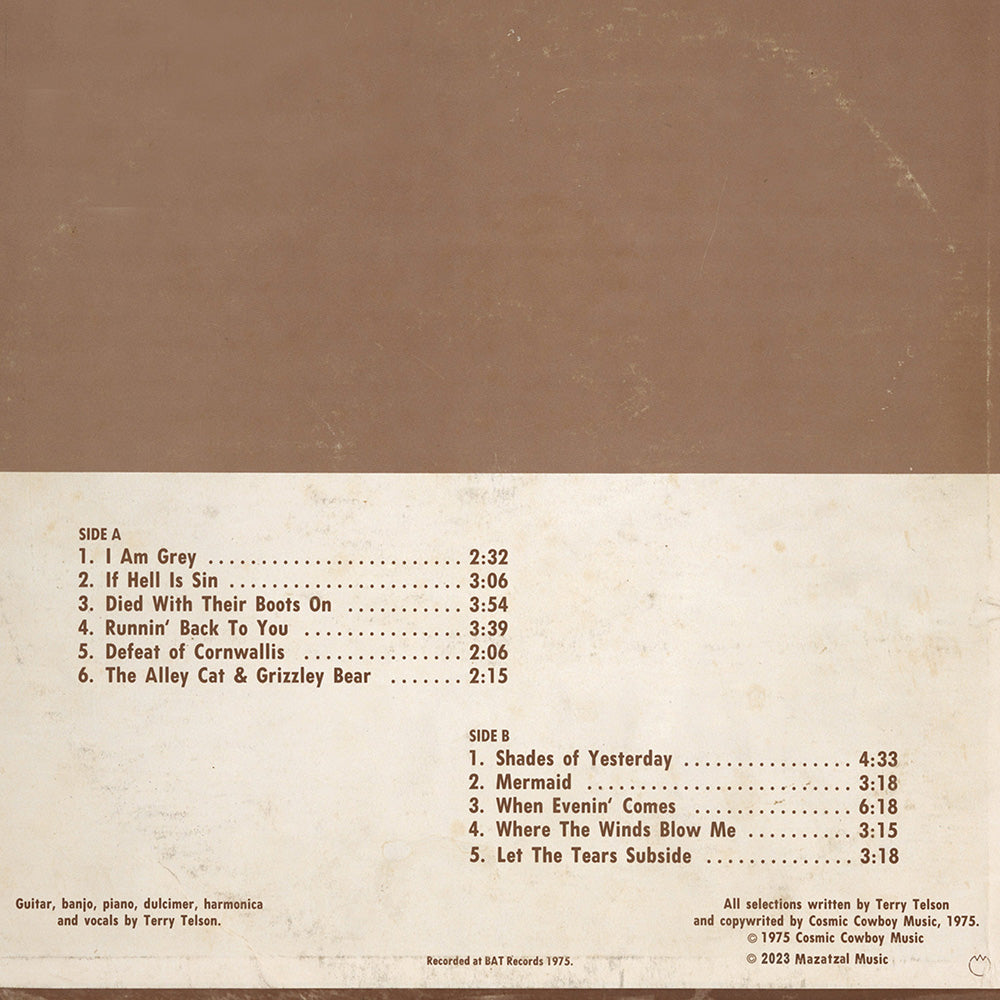 SIDE A
1. I Am Grey ........................ 2:32
2. If Hell Is Sin ...................... 3:06
3. Died With Their Boots On ........... 3:54
4. Runnin' Back To You ............... 3:39
5. Defeat of Cornwallis ............... 2:06
6. The Alley Cat & Grizzley Bear ....... 2:15
SIDE B
1. Shades of Yesterday ................ 4:33
2. Mermaid ......................... 3:18
3. When Evenin' Comes ............... 6:18
4. Where The Winds Blow Me .......... 3:15
5. Let The Tears Subside .............. 3:18
Guitar, banjo, piano, dulcimer, harmonica
and vocals by Terry Telson.
All selections written by Terry Telson
and copywrited by Cosmic Cowboy Music, 1975.
© 1975 Cosmic Cowboy Music
© 2023 Mazatzal Music
Recorded at BAT Records 1975.